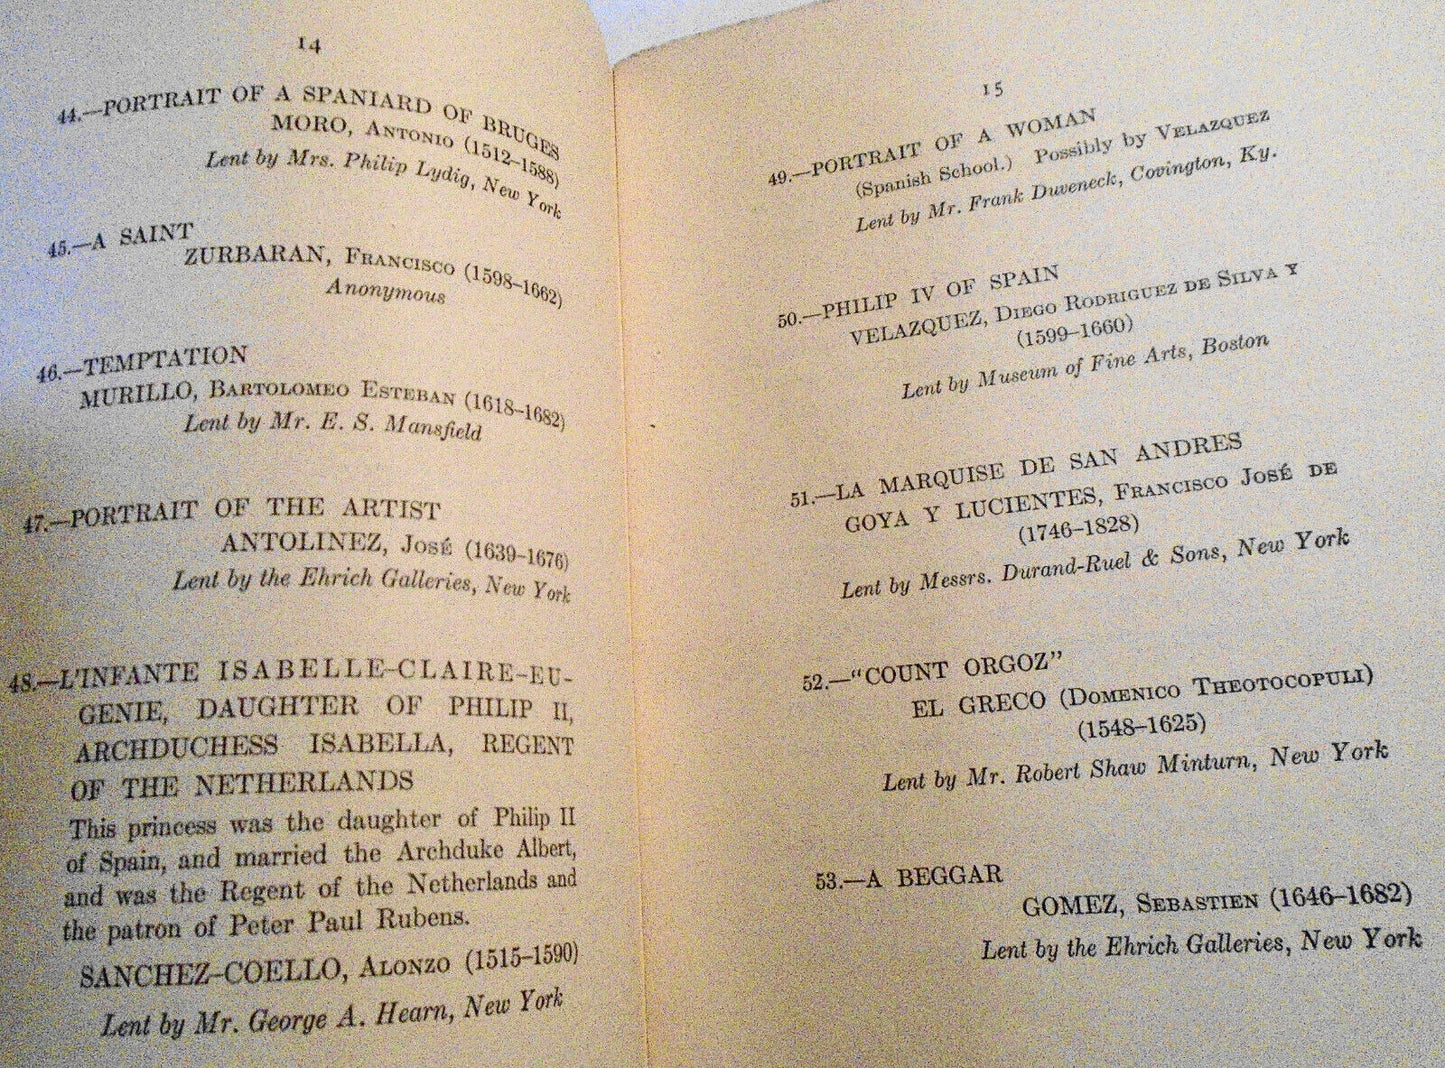 14
44.—PORTRAIT OF A SPANIARD OF BRUGES
MORO, ANTONIO (1512–1588)
Lent by Mrs. Philip Lydig, New York
45.—A SAINT
ZURBARAN, FRANCISCO (1598–1662)
Anonymous
46.—TEMPTATION
MURILLO, BARTOLOMEO ESTEBAN (1618–1682)
Lent by Mr. E. S. Mansfield
47.—PORTRAIT OF THE ARTIST
ANTOLINEZ, JOSÉ (1639–1676)
Lent by the Ehrich Galleries, New York
48.—L'INFANTE ISABELLE-CLAIRE-EU-
GENIE, DAUGHTER OF PHILIP II,
ARCHDUCHESS ISABELLA, REGENT
OF THE NETHERLANDS
This princess was the daughter of Philip II
of Spain, and married the Archduke Albert,
and was the Regent of the Netherlands and
the patron of Peter Paul Rubens.
SANCHEZ-COELLO, ALONZO (1515–1590)
Lent by Mr. George A. Hearn, New York
15
49.—PORTRAIT OF A WOMAN
(Spanish School.) Possibly by VELAZQUEZ
Lent by Mr. Frank Duveneck, Covington, Ky.
50.—PHILIP IV OF SPAIN
VELAZQUEZ, DIEGO RODRIGUEZ DE SILVA Y
(1599–1660)
Lent by Museum of Fine Arts, Boston
51.—LA MARQUISE DE SAN ANDRES
GOYA Y LUCIENTES, FRANCISCO JOSÉ DE
(1746–1828)
Lent by Messrs. Durand-Ruel & Sons, New York
52.—"COUNT ORGOZ"
EL GRECO (DOMENICO THEOTOCOPULI)
(1548–1625)
Lent by Mr. Robert Shaw Minturn, New York
53.—A BEGGAR
GOMEZ, SEBASTIEN (1646–1682)
Lent by the Ehrich Galleries, New York